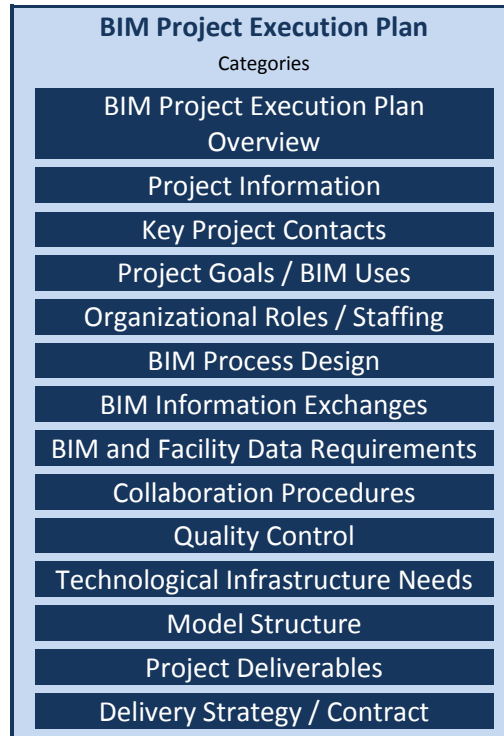 BIM Project Execution Plan
Categories
BIM Project Execution Plan
Overview
Project Information
Key Project Contacts
Project Goals / BIM Uses
Organizational Roles / Staffing
BIM Process Design
BIM Information Exchanges
BIM and Facility Data Requirements
Collaboration Procedures
Quality Control
Technological Infrastructure Needs
Model Structure
Project Deliverables
Delivery Strategy / Contract